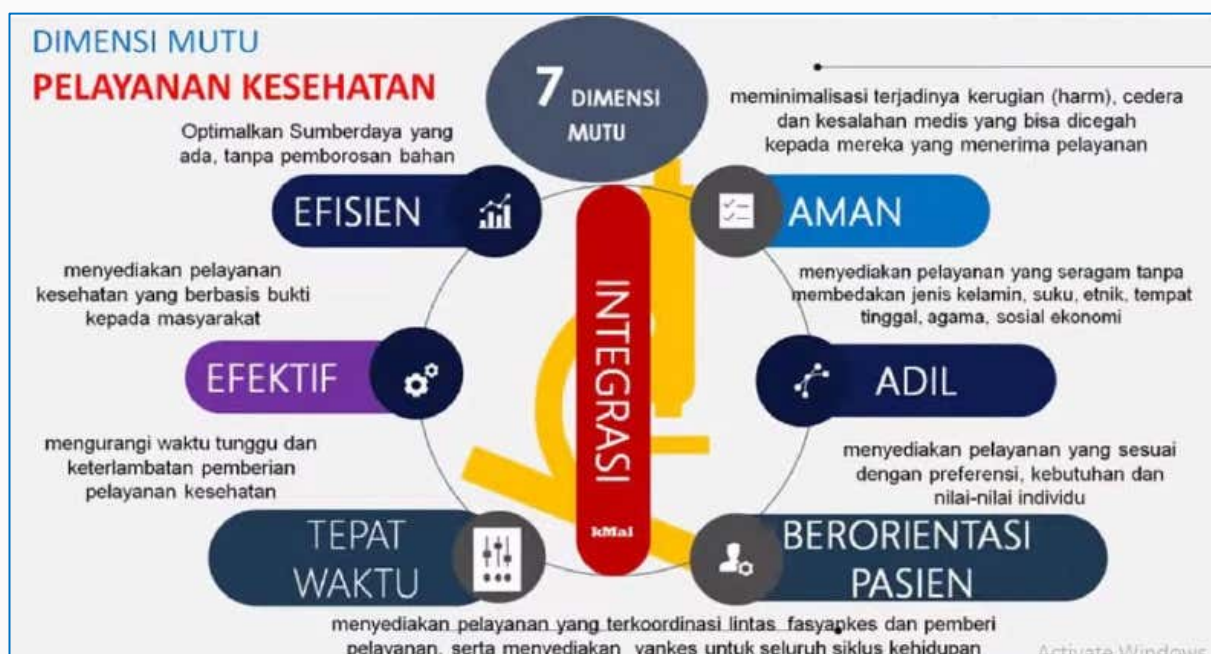 DIMENSI MUTU
PELAYANAN KESEHATAN
7 DIMENSI
MUTU
Optimalkan Sumberdaya yang
ada, tanpa pemborosan bahan
EFISIEN
menyediakan pelayanan
kesehatan yang berbasis bukti
kepada masyarakat
EFEKTIF
mengurangi waktu tunggu dan
keterlambatan pemberian
pelayanan kesehatan
TEPAT
WAKTU
INTEGRASI
kMal
meminimalisasi terjadinya kerugian (harm), cedera
dan kesalahan medis yang bisa dicegah
kepada mereka yang menerima pelayanan
AMAN
menyediakan pelayanan yang seragam tanpa
membedakan jenis kelamin, suku, etnik, tempat
tinggal, agama, sosial ekonomi
ADIL
menyediakan pelayanan yang sesuai
dengan preferensi, kebutuhan dan
nilai-nilai individu
BERORIENTASI
PASIEN
menyediakan pelayanan yang terkoordinasi lintas fasyankes dan pemberi
pelayanan, serta menyediakan yankes untuk seluruh siklus kehidupan
Activate Windows